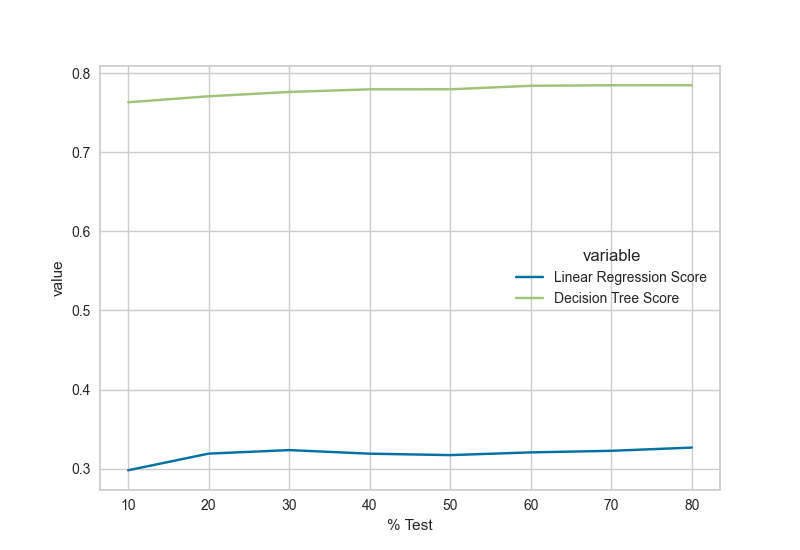 0.8
0.7
0.6
0.5
0.4
0.3
value
variable
Linear Regression Score
Decision Tree Score
10 20 30 40 50 60 70 80
% Test